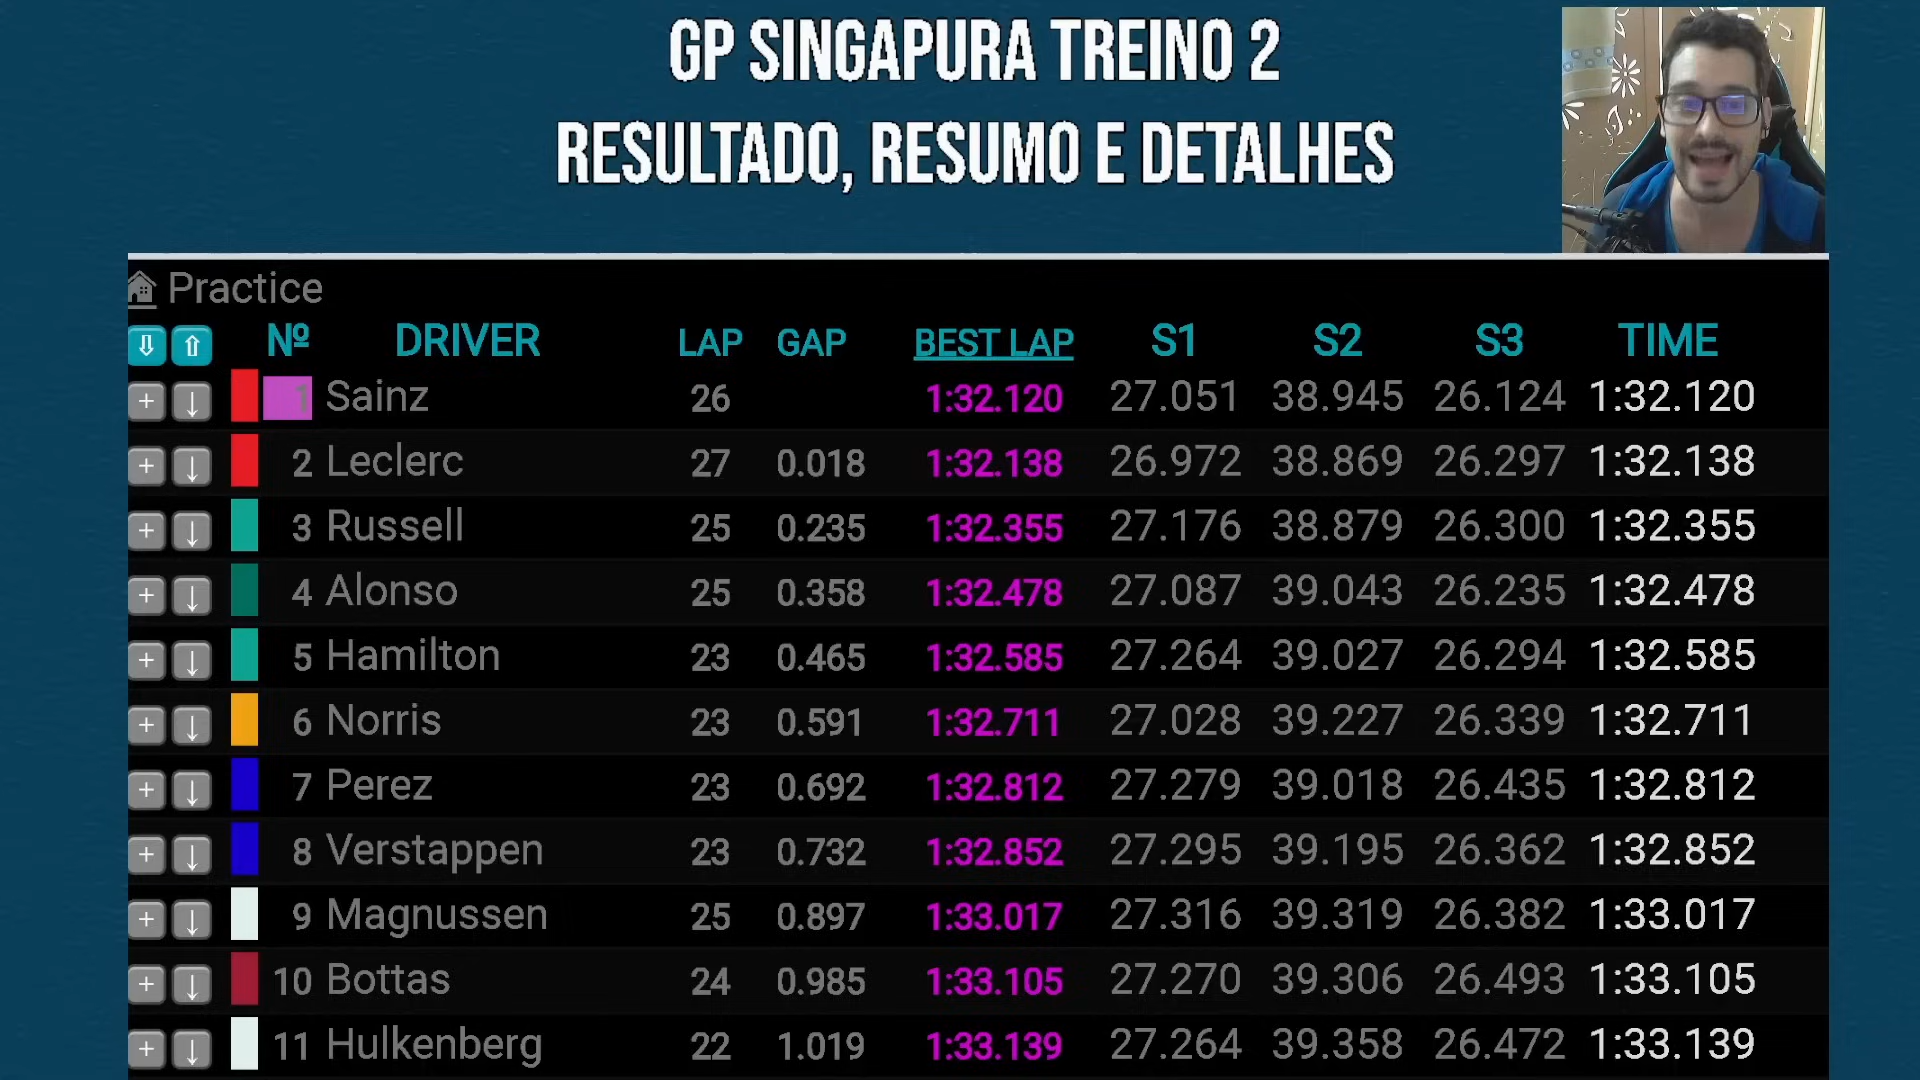 GP SINGAPURA TREINO 2
RESULTADO, RESUMO E DETALHES
Practice
Nº DRIVER LAP GAP BEST LAP S1 S2 S3 TIME
1 Sainz 26 1:32.120 27.051 38.945 26.124 1:32.120
2 Leclerc 27 0.018 1:32.138 26.972 38.869 26.297 1:32.138
3 Russell 25 0.235 1:32.355 27.176 38.879 26.300 1:32.355
4 Alonso 25 0.358 1:32.478 27.087 39.043 26.235 1:32.478
5 Hamilton 23 0.465 1:32.585 27.264 39.027 26.294 1:32.585
6 Norris 23 0.591 1:32.711 27.028 39.227 26.339 1:32.711
7 Perez 23 0.692 1:32.812 27.279 39.018 26.435 1:32.812
8 Verstappen 23 0.732 1:32.852 27.295 39.195 26.362 1:32.852
9 Magnussen 25 0.897 1:33.017 27.316 39.319 26.382 1:33.017
10 Bottas 24 0.985 1:33.105 27.270 39.306 26.493 1:33.105
11 Hulkenberg 22 1.019 1:33.139 27.264 39.358 26.472 1:33.139